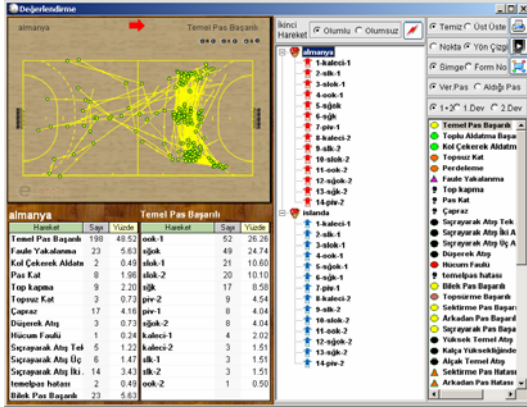 Değerlendirme
almanya
Temel Pas Başarılı
İkinci Hareket
Olumlu
Olumsuz
Temiz
Üst Üste
Nokta
Yön Çizgi
Simge
Form No
Ver.Pas
Aldığı Pas
1+2
1.Dev
2.Dev
almanya
1-kaleci-1
2-slk-1
3-slok-1
4-ook-1
5-sğok
6-sğk
7-piv-1
8-kaleci-2
9-slk-2
10-slok-2
11-ook-2
12-sğok-2
13-sğk-2
14-piv-2
islanda
1-kaleci-1
2-slk-1
3-slok-1
4-ook-1
5-sğok-1
6-sğk-1
7-piv-1
8-kaleci-2
9-slk-2
10-slok-2
11-ook-2
12-sğok-2
13-sğk-2
14-piv-2
Temel Pas Başarılı
Toplu Aldatma Başa
Kol Çekerek Aldatm
Topsuz Kat
Perdeleme
Faule Yakalanma
Top kapma
Pas Kat
Çapraz
Sıçrayarak Atış Tek
Sıçrayarak Atış İki A
Sıçrayarak Atış Üç A
Düşerek Atış
Hücum Faulü
temelpas hatası
Bilek Pas Başarılı
Topsürme Başarılı
Sektirme Pas Başarı
Arkadan Pas Başarıl
Sıçrayarak Pas Başarı
Yüksek Temel Atış
Kalça Yüksekliğinde
Alçak Temel Atış
Sektirme Pas Hatası
Arkadan Pas Hatası
almanya
Temel Pas Başarılı
Hareket Sayı Yüzde Hareket Sayı Yüzde
Temel Pas Başarılı 198 48.52 ook-1 52 26.26
Faule Yakalanma 23 5.63 sğok 49 24.74
Kol Çekerek Aldatm 2 0.49 slok-1 21 10.60
Pas Kat 8 1.96 slok-2 20 10.10
Top kapma 9 2.20 sğk 17 8.58
Topsuz Kat 3 0.73 piv-2 9 4.54
Çapraz 17 4.16 piv-1 8 4.04
Düşerek Atış 3 0.73 sğok-2 8 4.04
Hücum Faulü 1 0.24 kaleci-1 4 2.02
Sıçrayarak Atış Tek 5 1.22 kaleci-2 3 1.51
Sıçrayarak Atış Üç 6 1.47 slk-1 3 1.51
Sıçrayarak Atış İki 14 3.43 slk-2 3 1.51
temelpas hatası 2 0.49 ook-2 1 0.50
Bilek Pas Başarılı 23 5.63